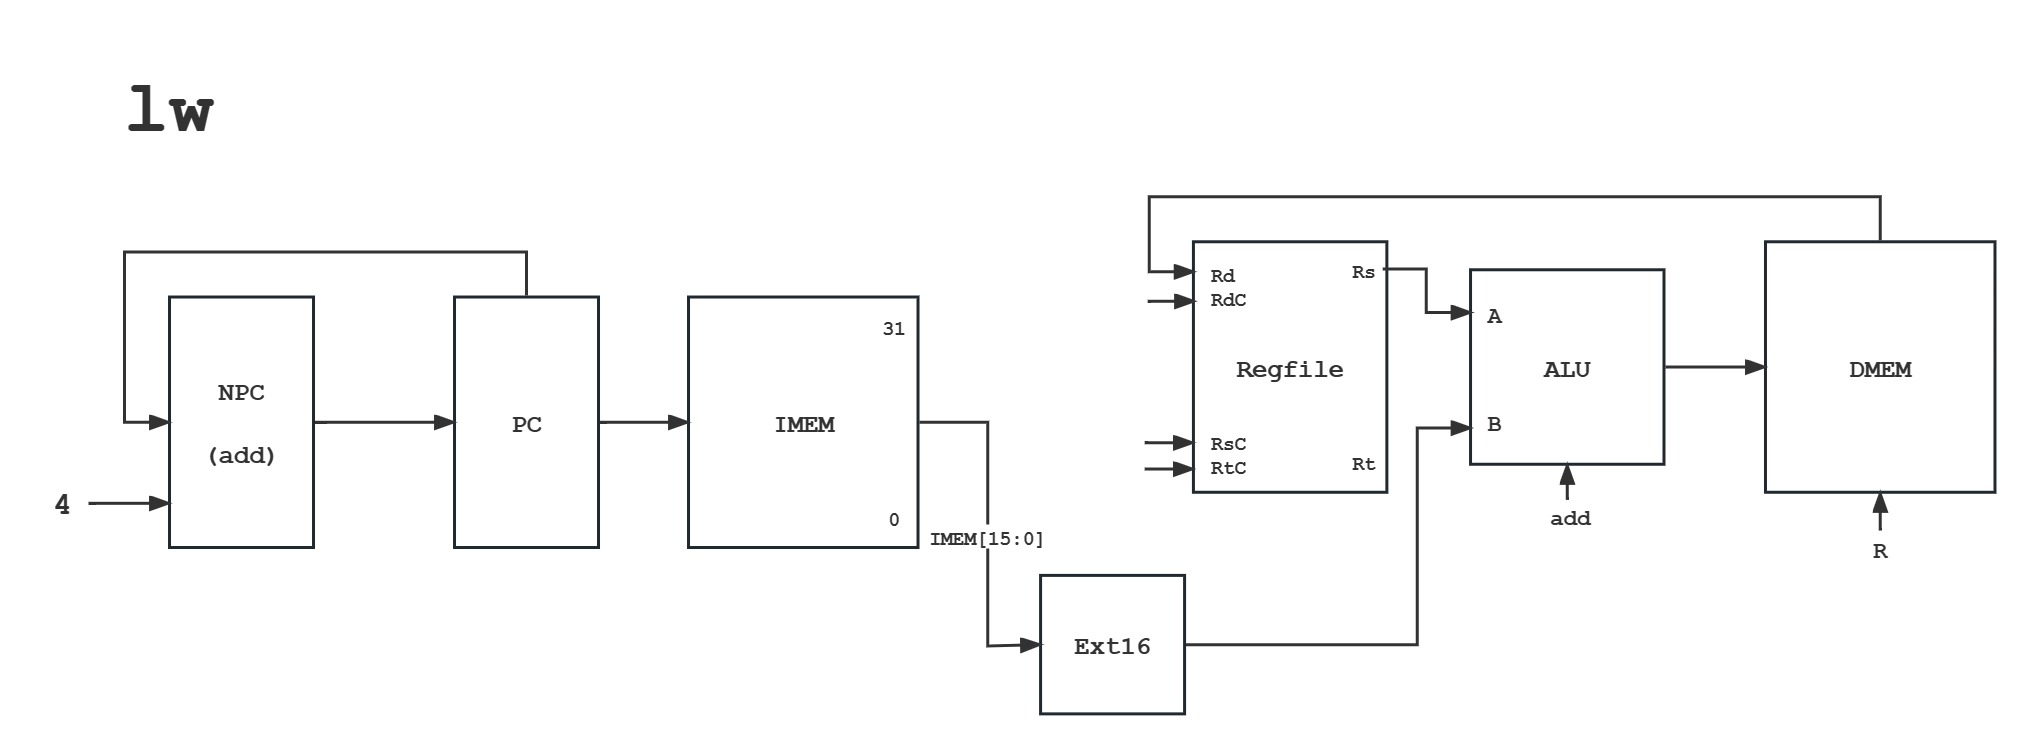 lw
NPC
(add)
4
PC
31
IMEM
0
IMEM[15:0]
Ext16
Rd
RdC
Rs
Regfile
RsC
RtC
Rt
A
ALU
B
add
DMEM
R